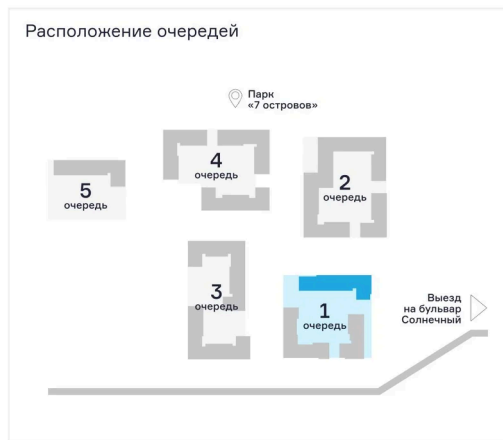 Расположение очередей
Парк
«7 островов»
4
очередь
5
очередь
2
очередь
3
очередь
1
очередь
Выезд
на бульвар
Солнечный